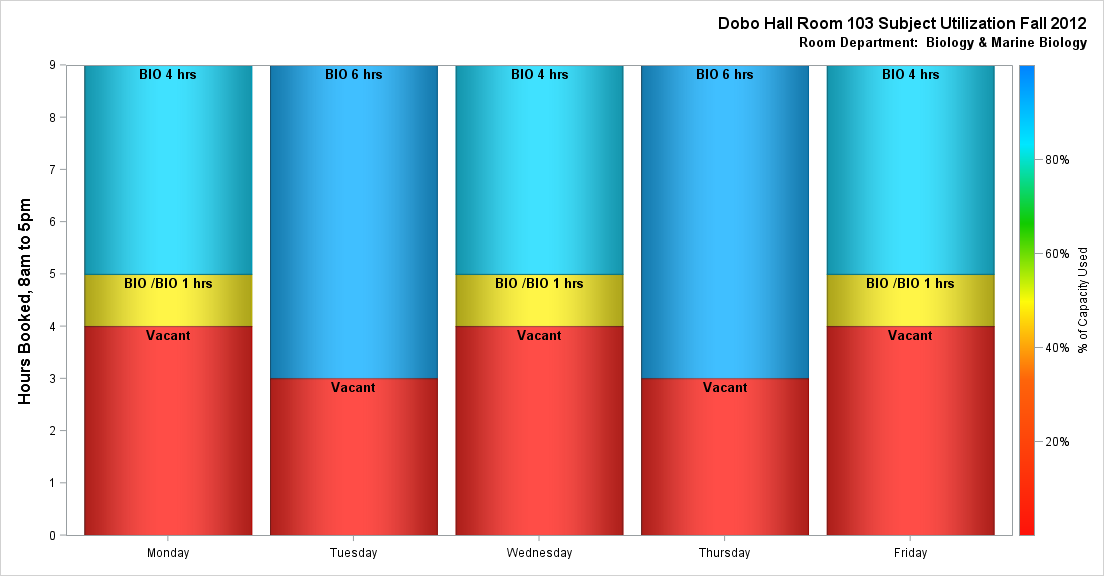 Dobo Hall Room 103 Subject Utilization Fall 2012
Room Department:  Biology & Marine Biology
Hours Booked, 8am to 5pm
9
8
7
6
5
4
3
2
1
0
BIO 4 hrs
BIO /BIO 1 hrs
Vacant
BIO 6 hrs
Vacant
BIO 4 hrs
BIO /BIO 1 hrs
Vacant
BIO 6 hrs
Vacant
BIO 4 hrs
BIO /BIO 1 hrs
Vacant
Monday
Tuesday
Wednesday
Thursday
Friday
80%
60%
40%
20%
% of Capacity Used